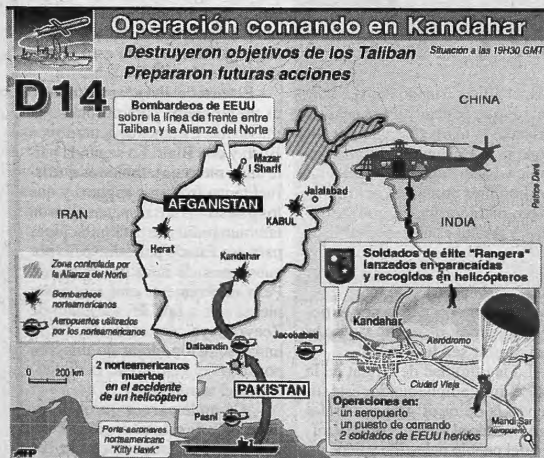 Operación comando en Kandahar
Destruyeron objetivos de los Taliban
Situación a las 19H30 GMT
Prepararon futuras acciones
D14
Bombardeos de EEUU
sobre la línea de frente entre
Taliban y la Alianza del Norte
CHINA
Mazar
I Sharif
Jalalabad
AFGANISTAN
KABUL
IRAN
INDIA
Herat
Kandahar
Zona controlada por
la Alianza del Norte
Bombardeos
norteamericanos
Aeropuertos utilizados
por los norteamericanos
0 200 km
Dalbandin
Jacobabad
2 norteamericanos
muertos
en el accidente
de un helicóptero
PAKISTAN
Pasni
Porta-aeronaves
norteamericano
"Kitty Hawk"
AFP
Soldados de élite "Rangers"
lanzados en paracaídas
y recogidos en helicópteros
Kandahar
Aeródromo
Ciudad Vieja
Operaciones en:
- un aeropuerto
- un puesto de comando
2 soldados de EEUU heridos
Mandi Sar
Aeropuerto